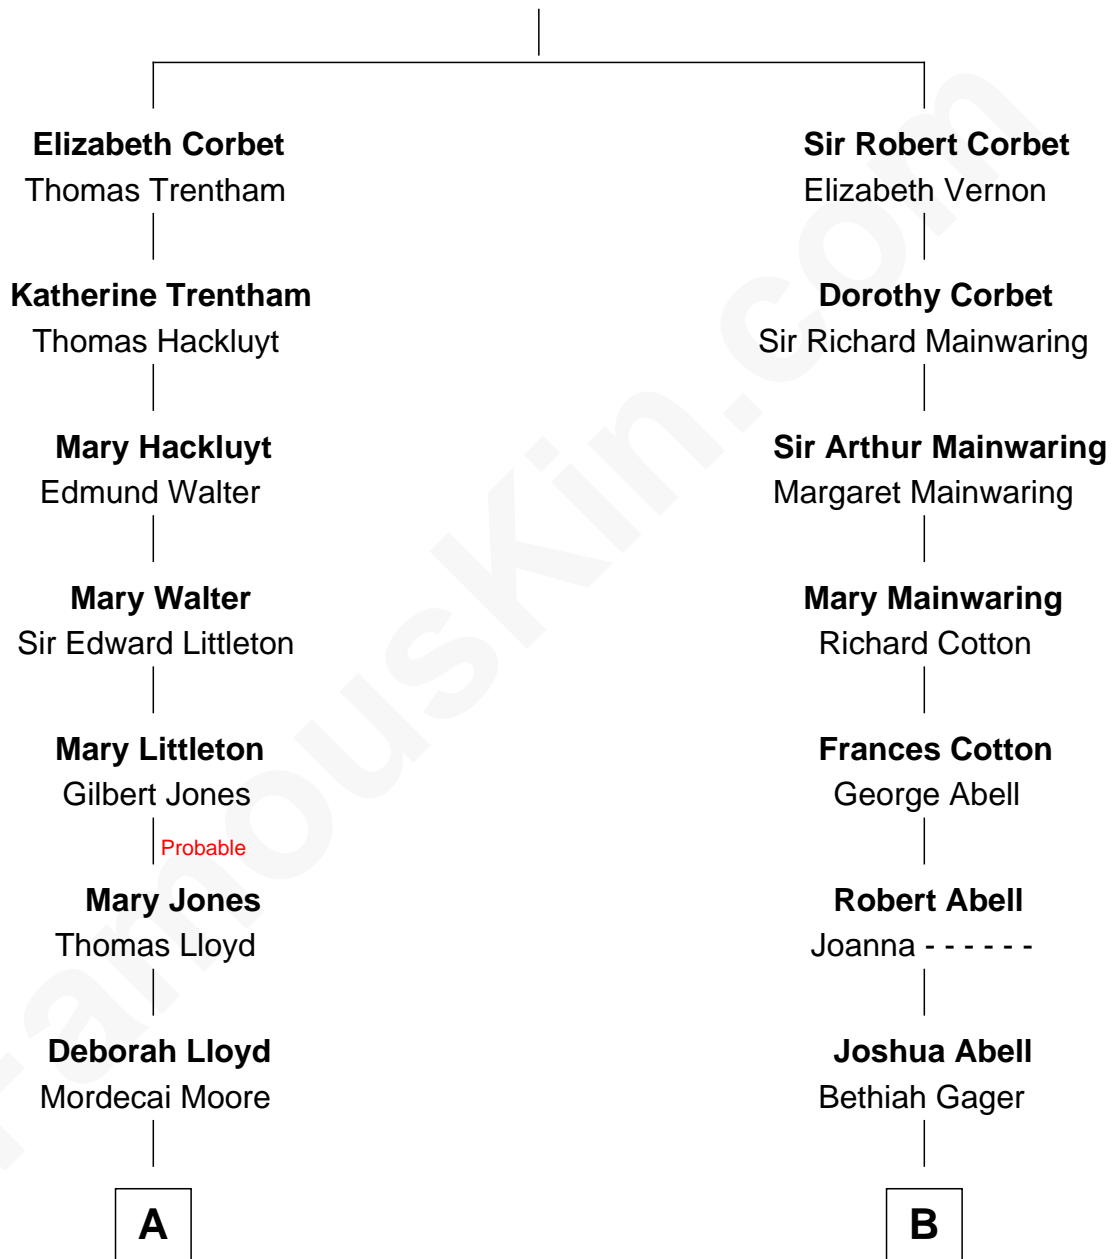 Elizabeth Corbet
Thomas Trentham
Katherine Trentham
Thomas Hackluyt
Mary Hackluyt
Edmund Walter
Mary Walter
Sir Edward Littleton
Mary Littleton
Gilbert Jones
Probable
Mary Jones
Thomas Lloyd
Deborah Lloyd
Mordecai Moore
A
Sir Robert Corbet
Elizabeth Vernon
Dorothy Corbet
Sir Richard Mainwaring
Sir Arthur Mainwaring
Margaret Mainwaring
Mary Mainwaring
Richard Cotton
Frances Cotton
George Abell
Robert Abell
Joanna - - - - - -
Joshua Abell
Bethiah Gager
B
FamousKin.com